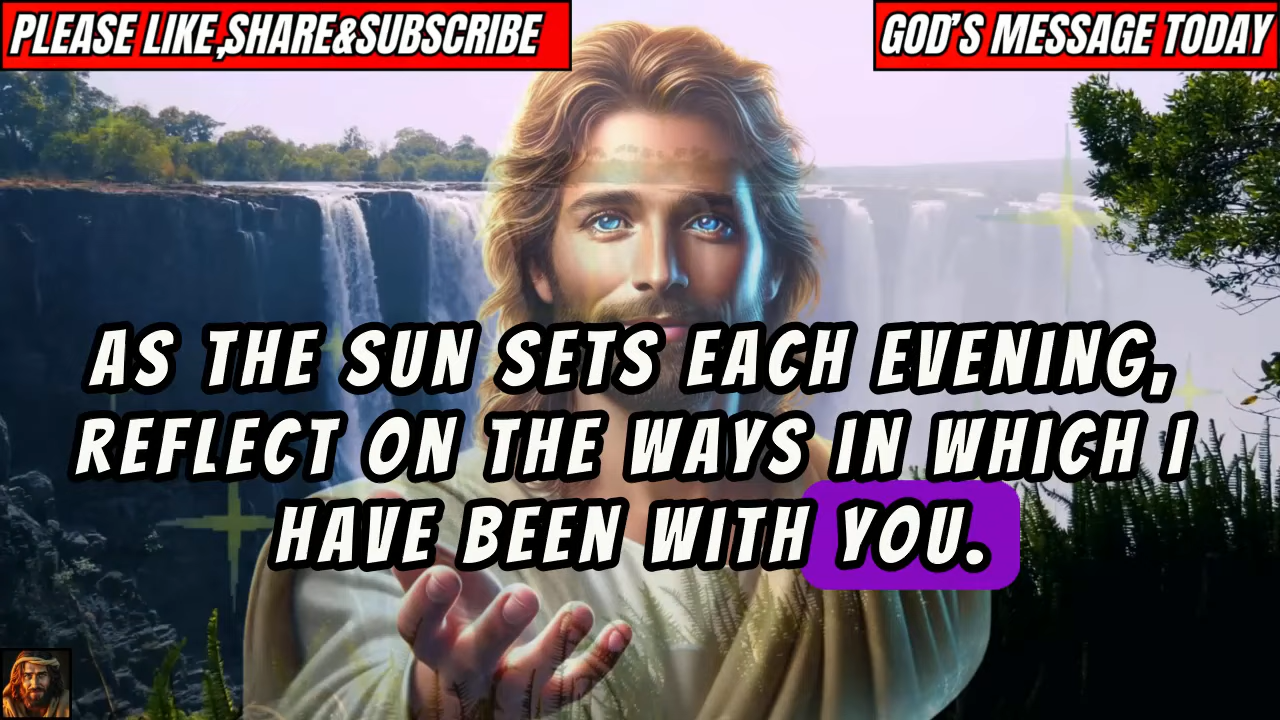 PLEASE LIKE,SHARE&SUBSCRIBE
GOD'S MESSAGE TODAY
AS THE SUN SETS EACH EVENING,
REFLECT ON THE WAYS IN WHICH I
HAVE BEEN WITH YOU.